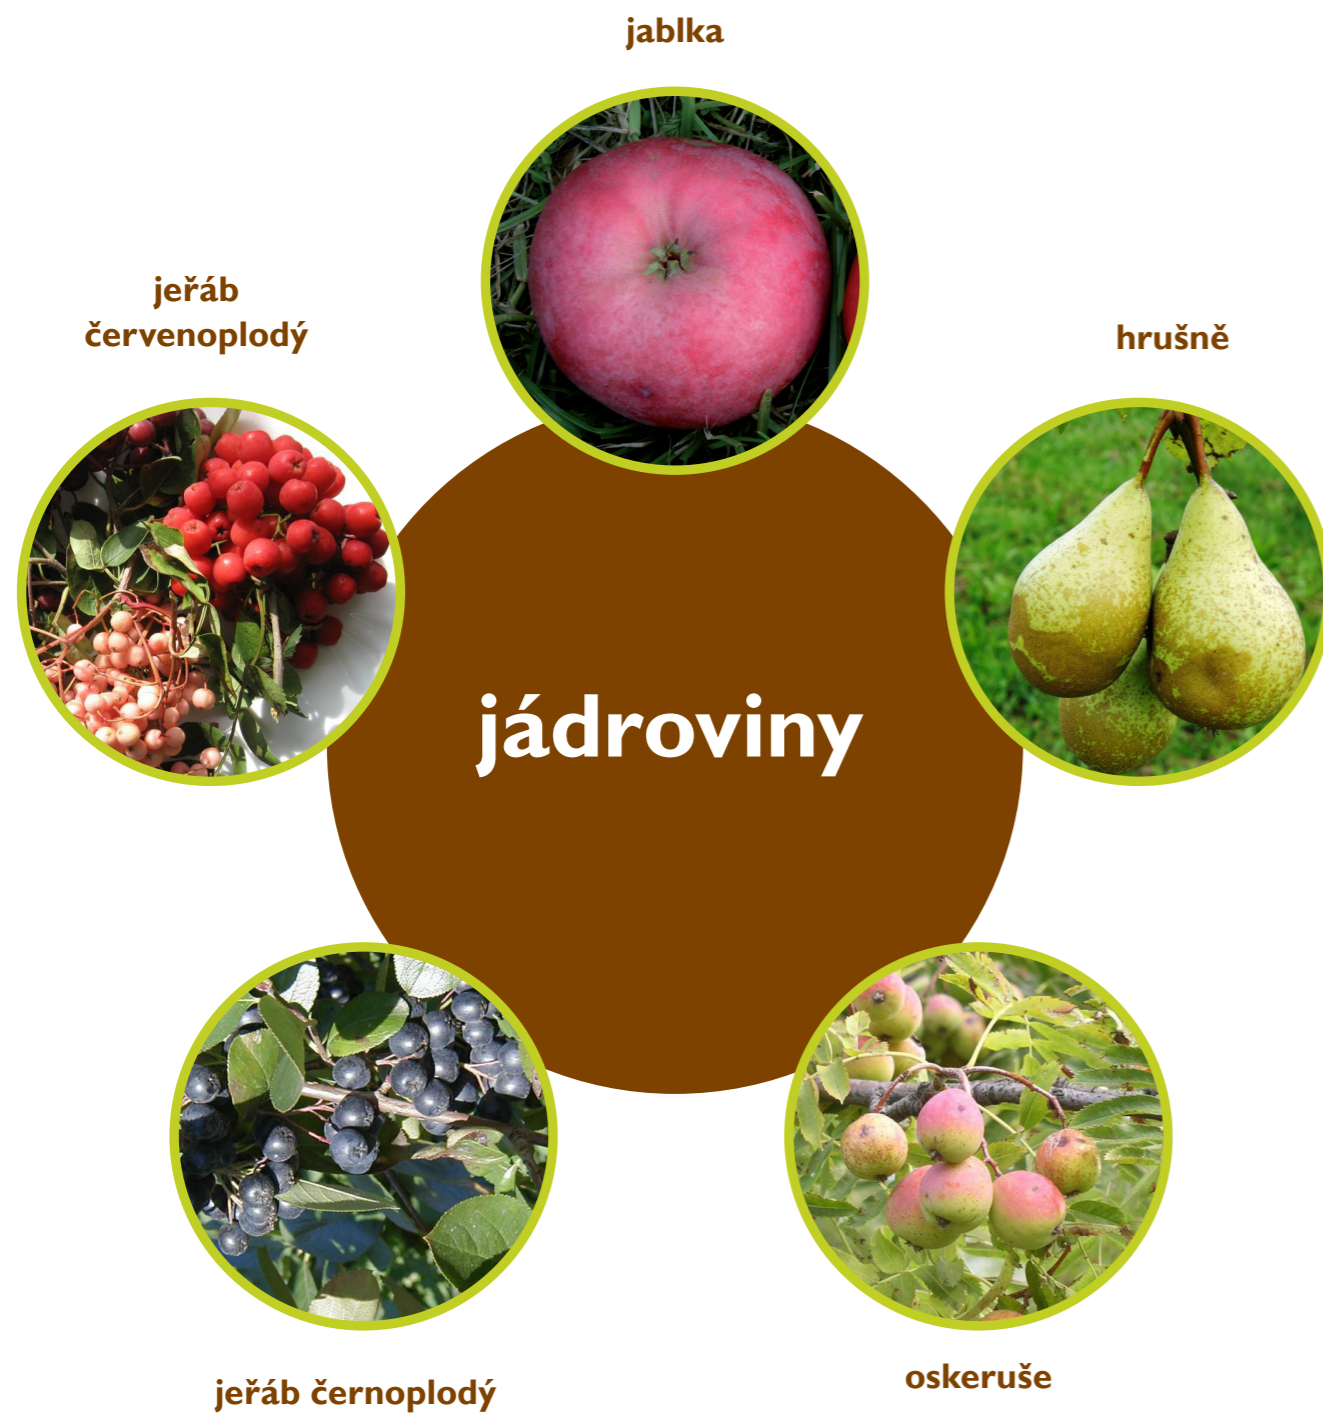 jablka
jeřáb
červenoplodý
hrušně
jádroviny
jeřáb černoplodý
oskeruše